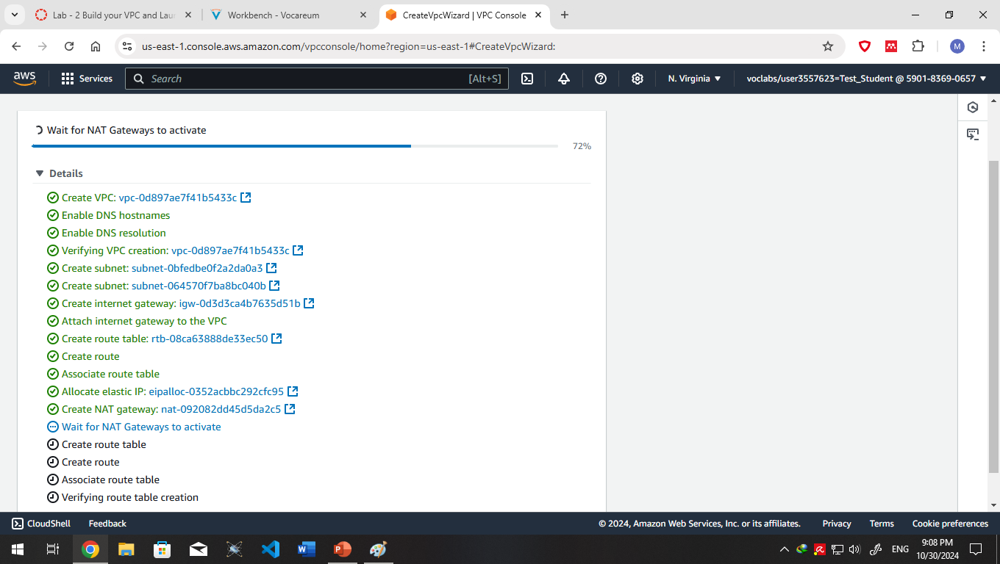 Lab - 2 Build your VPC and Lau
Workbench - Vocareum
CreateVpcWizard | VPC Console
us-east-1.console.aws.amazon.com/vpcconsole/home?region=us-east-1#CreateVpcWizard:
M
aws
Services
Search
[Alt+S]
N. Virginia
voclabs/user3557623=Test_Student @ 5901-8369-0657
Wait for NAT Gateways to activate
72%
Details
Create VPC: vpc-0d897ae7f41b5433c
Enable DNS hostnames
Enable DNS resolution
Verifying VPC creation: vpc-0d897ae7f41b5433c
Create subnet: subnet-0bfedbe0f2a2da0a3
Create subnet: subnet-064570f7ba8bc040b
Create internet gateway: igw-0d3d3ca4b7635d51b
Attach internet gateway to the VPC
Create route table: rtb-08ca63888de33ec50
Create route
Associate route table
Allocate elastic IP: eipalloc-0352acbbc292cfc95
Create NAT gateway: nat-092082dd45d5da2c5
Wait for NAT Gateways to activate
Create route table
Create route
Associate route table
Verifying route table creation
CloudShell
Feedback
© 2024, Amazon Web Services, Inc. or its affiliates.
Privacy
Terms
Cookie preferences
ENG
9:08 PM
10/30/2024